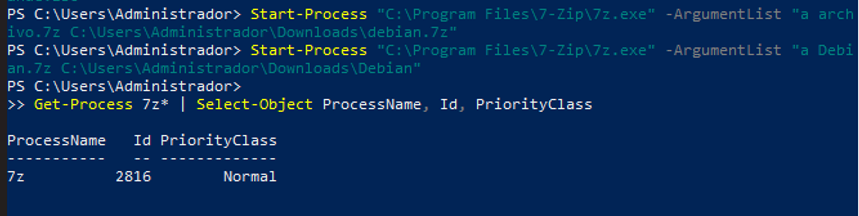 PS C:\Users\Administrador> Start-Process "C:\Program Files\7-Zip\7z.exe" -ArgumentList "a arch
ivo.7z C:\Users\Administrador\Downloads\debian.7z"
PS C:\Users\Administrador> Start-Process "C:\Program Files\7-Zip\7z.exe" -ArgumentList "a Debi
an.7z C:\Users\Administrador\Downloads\Debian"
PS C:\Users\Administrador>
>> Get-Process 7z* | Select-Object ProcessName, Id, PriorityClass
ProcessName Id PriorityClass
----------- -- -------------
7z 2816 Normal